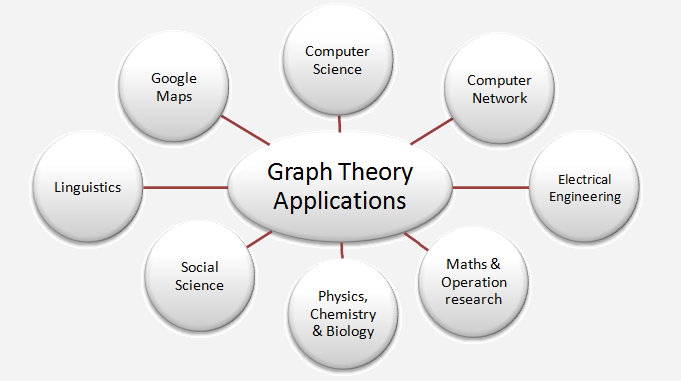 Computer
Science
Google
Maps
Computer
Network
Graph Theory
Applications
Linguistics
Electrical
Engineering
Social
Science
Maths &
Operation
research
Physics,
Chemistry
& Biology